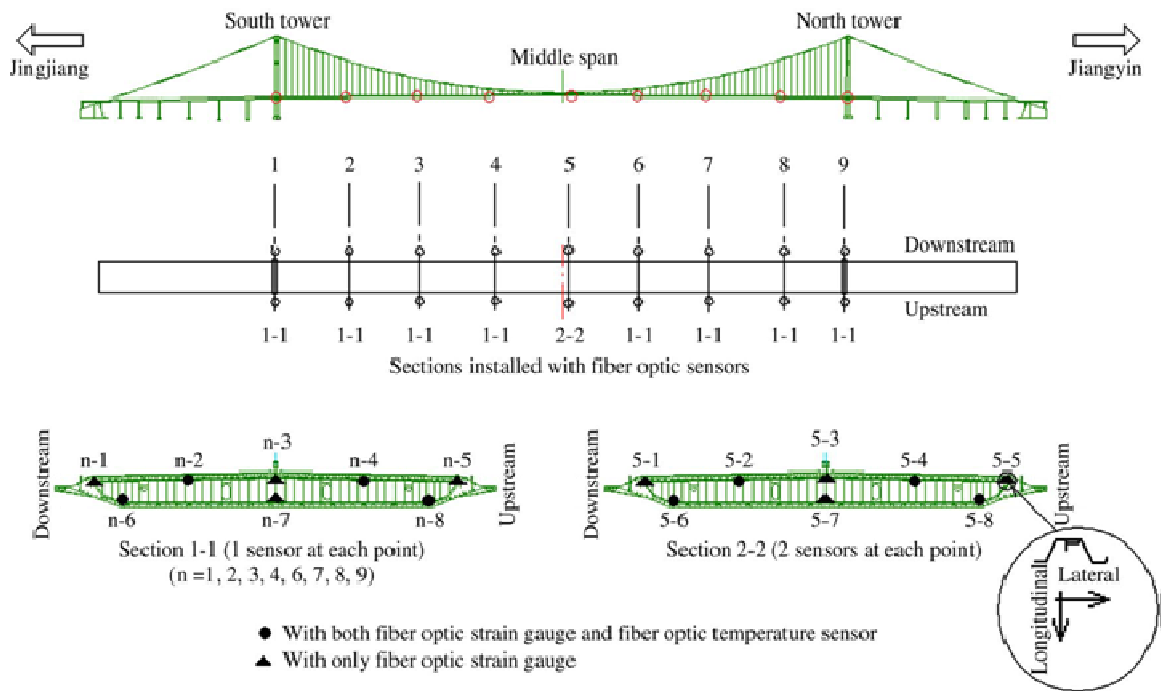 South tower
North tower
Jingjiang
Middle span
Jiangyin
1 2 3 4 5 6 7 8 9
Downstream
Upstream
1-1 1-1 1-1 1-1 2-2 1-1 1-1 1-1 1-1
Sections installed with fiber optic sensors
Downstream
n-1 n-2 n-3 n-4 n-5
Upstream
n-6 n-7 n-8
Section 1-1 (1 sensor at each point)
(n =1, 2, 3, 4, 6, 7, 8, 9)
Downstream
5-1 5-2 5-3 5-4 5-5
Upstream
5-6 5-7 5-8
Section 2-2 (2 sensors at each point)
Lateral
Longitudinal
With both fiber optic strain gauge and fiber optic temperature sensor
With only fiber optic strain gauge